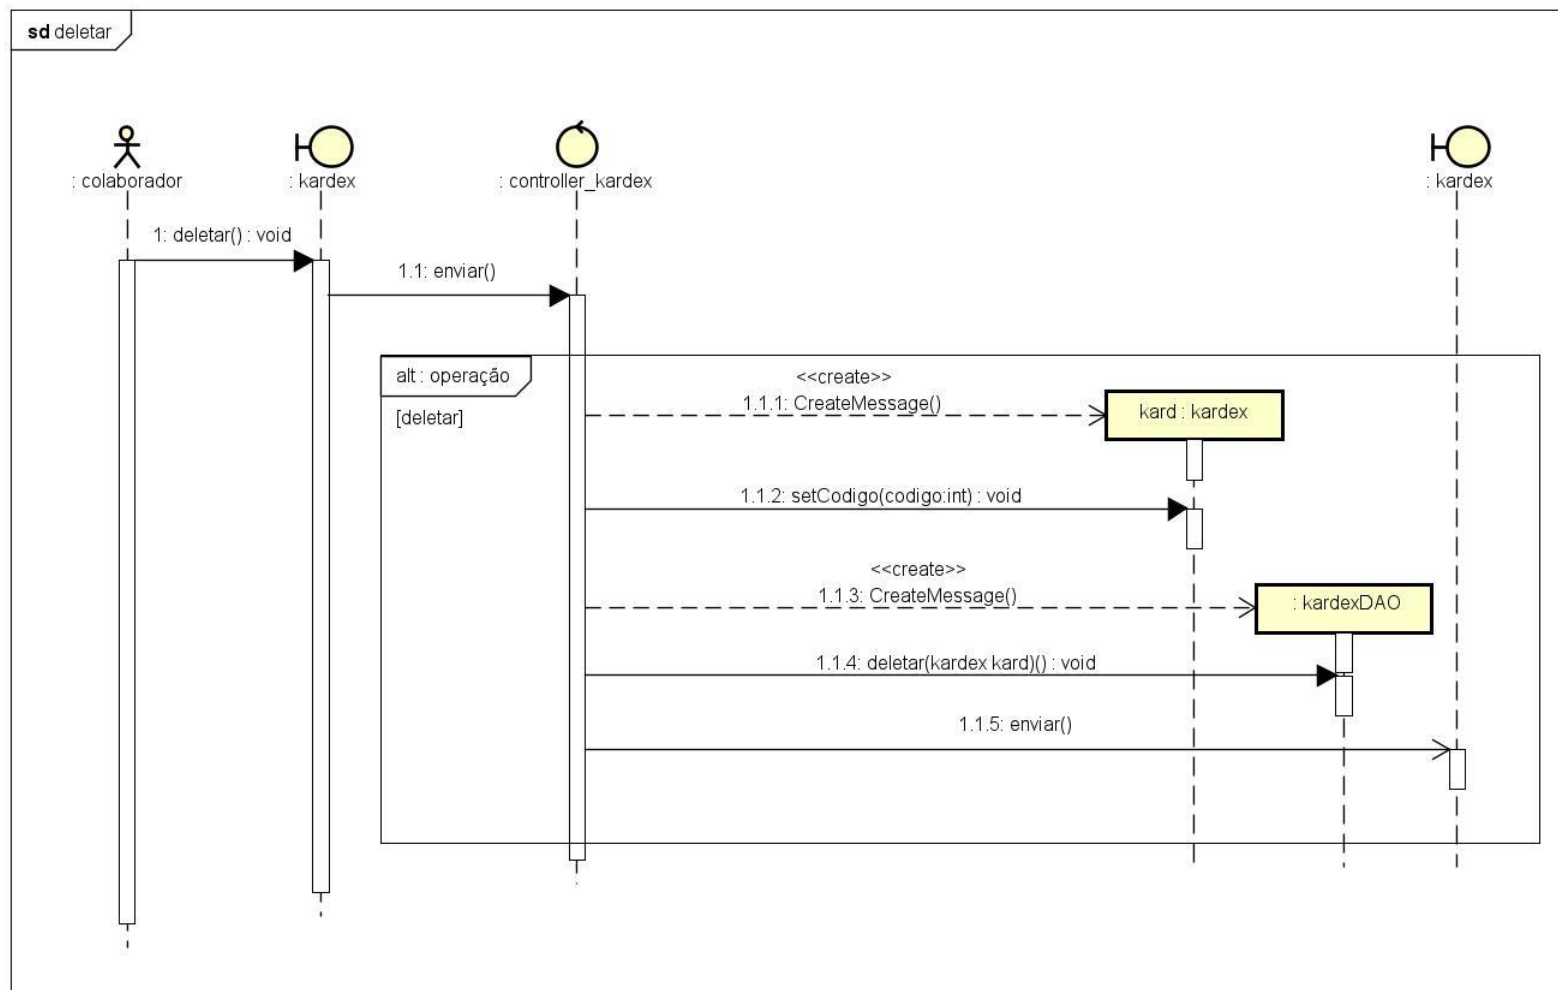 sd deletar
: colaborador
: kardex
: controller_kardex
: kardex
1: deletar() : void
1.1: enviar()
alt : operação
[deletar]
<<create>>
1.1.1: CreateMessage()
kard : kardex
1.1.2: setCodigo(codigo:int) : void
<<create>>
1.1.3: CreateMessage()
: kardexDAO
1.1.4: deletar(kardex kard)() : void
1.1.5: enviar()